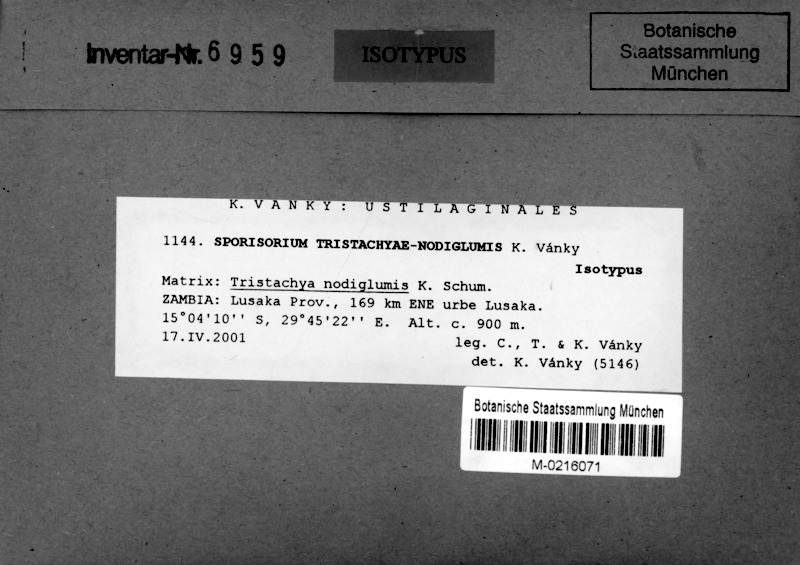 Inventar-Nr. 6959
ISOTYPUS
Botanische
Staatssammlung
München
K. VANKY: USTILAGINALES
1144. SPORISORIUM TRISTACHYAE-NODIGLUMIS K. Vánky
Isotypus
Matrix: Tristachya nodiglumis K. Schum.
ZAMBIA: Lusaka Prov., 169 km ENE urbe Lusaka.
15°04'10'' S, 29°45'22'' E. Alt. c. 900 m.
17.IV.2001 leg. C., T. & K. Vánky
det. K. Vánky (5146)
Botanische Staatssammlung München
M-0216071